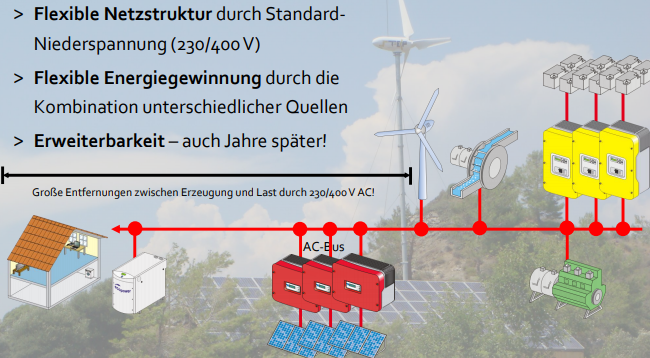 > Flexible Netzstruktur durch Standard-
Niederspannung (230/400 V)
> Flexible Energiegewinnung durch die
Kombination unterschiedlicher Quellen
> Erweiterbarkeit – auch Jahre später!
Große Entfernungen zwischen Erzeugung und Last durch 230/400 V AC!
AC-Bus